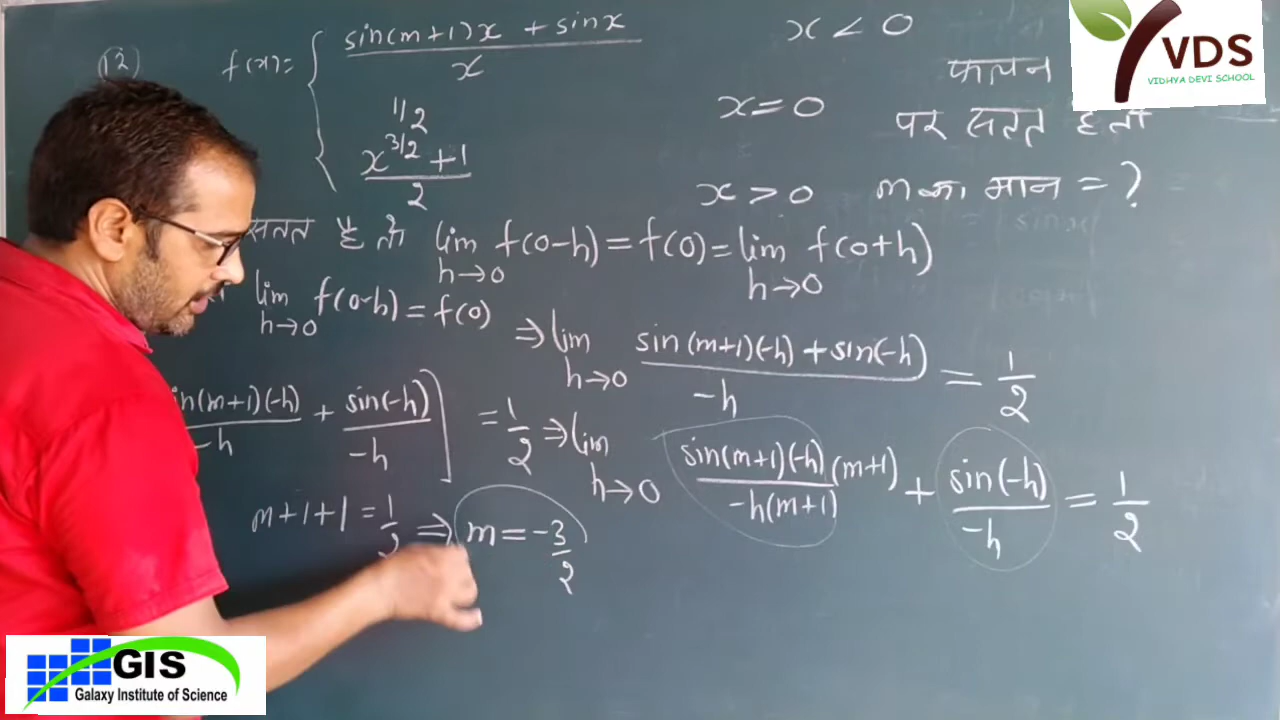 (12) f(x)= { sin(m+1)x + sinx / x x < 0
फलन
1/2 x = 0 पर सतत है तो
x^3/2 + 1 / 2 x > 0 m का मान = ?
सतत है तो lim h→0 f(0-h) = f(0) = lim h→0 f(0+h)
lim h→0 f(0-h) = f(0) ⇒ lim h→0 sin(m+1)(-h) + sin(-h) / -h = 1/2
in(m+1)(-h) / -h + sin(-h) / -h ] = 1/2 ⇒ lim h→0 sin(m+1)(-h) / -h(m+1) (m+1) + sin(-h) / -h = 1/2
m+1+1 = 1/2 ⇒ m = -3/2
VDS
VIDHYA DEVI SCHOOL
GIS
Galaxy Institute of Science